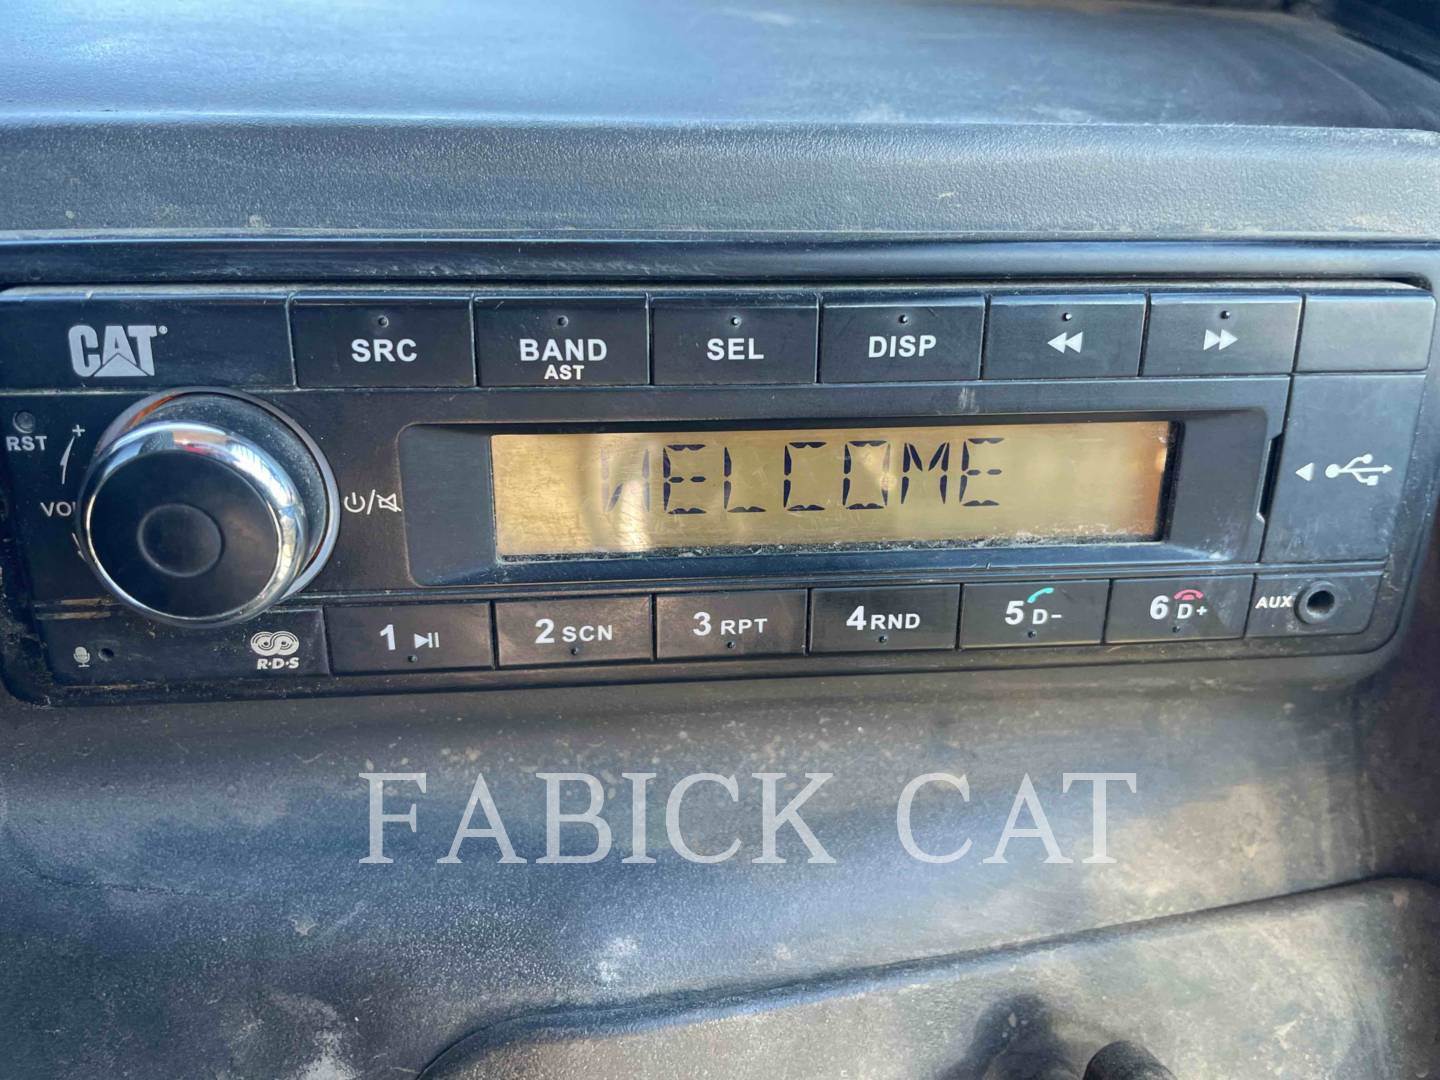 CAT
SRC
BAND
AST
SEL
DISP
RST
VOL
WELCOME
R·D·S
1
2 SCN
3 RPT
4 RND
5 D-
6 D+
AUX
FABICK CAT